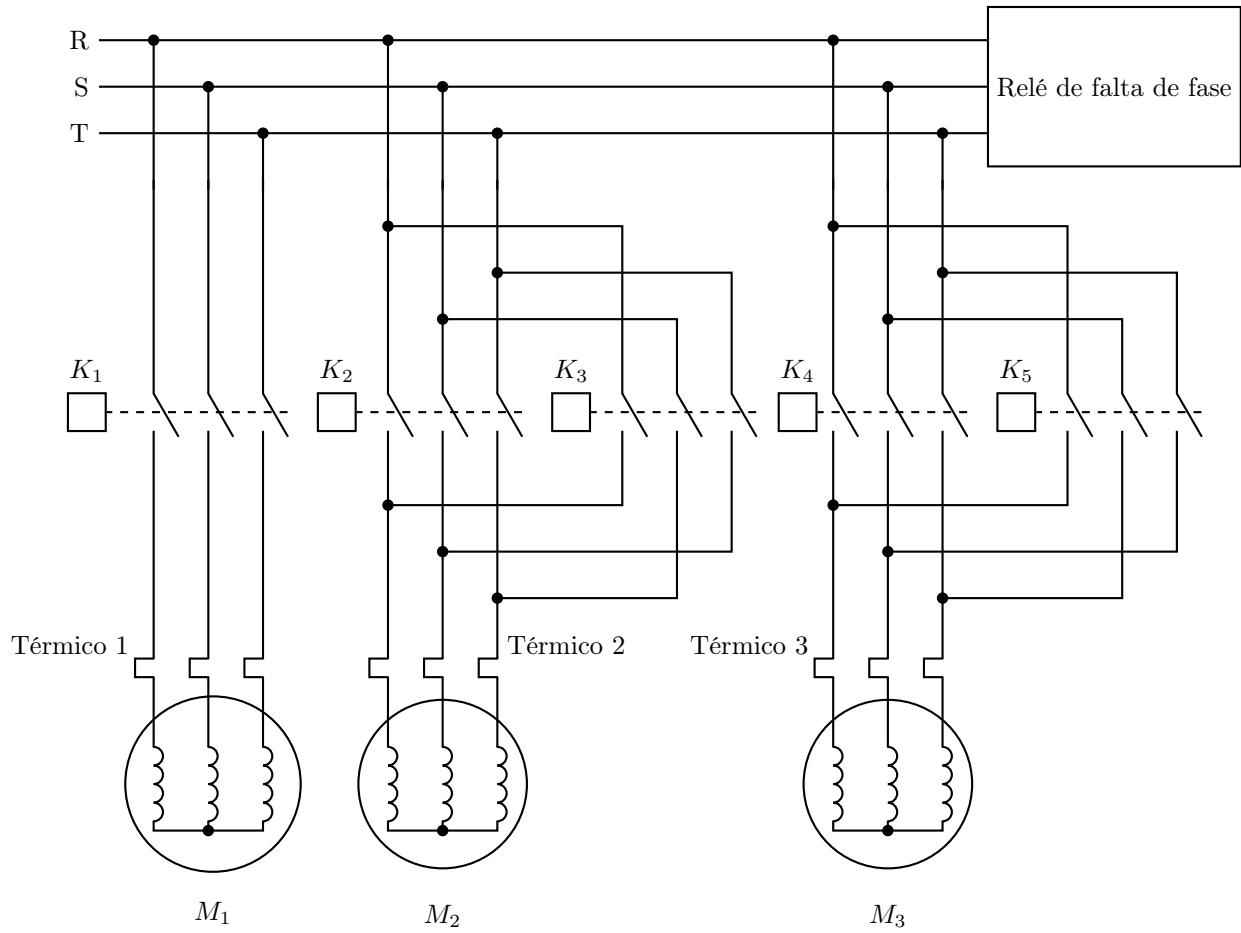 R
S
T
Relé de falta de fase
K₁
K₂
K₃
K₄
K₅
Térmico 1
Térmico 2
Térmico 3
M₁
M₂
M₃